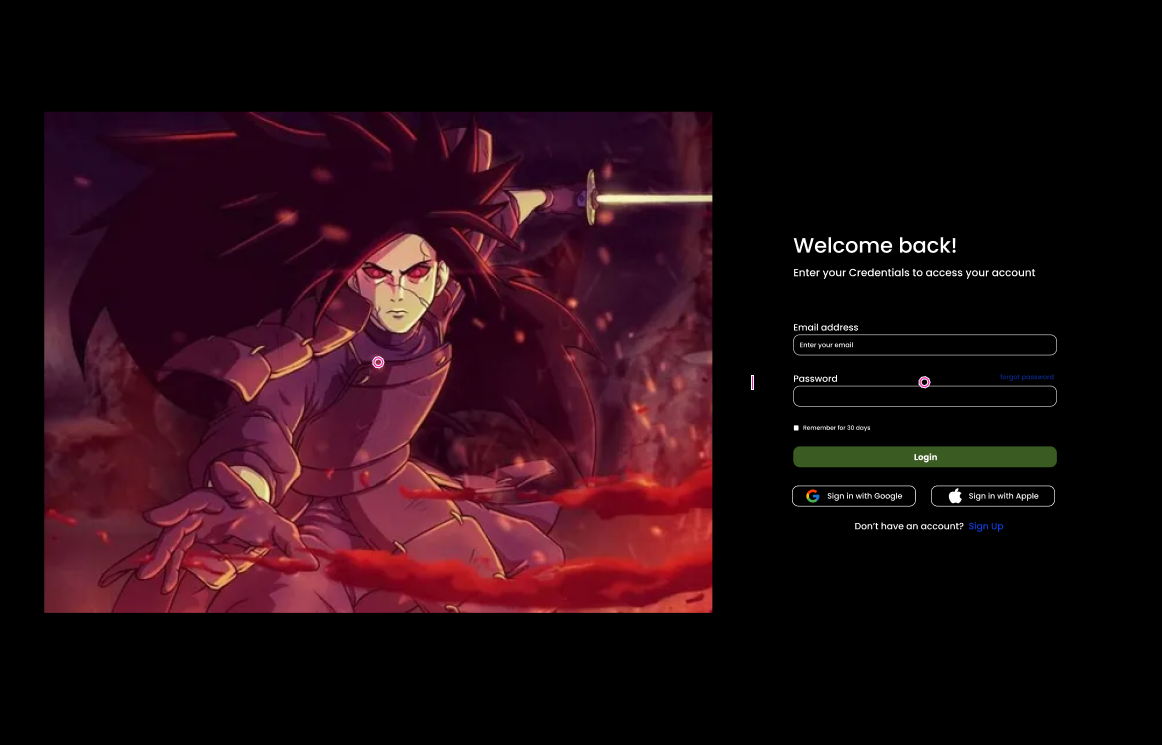 Welcome back!
Enter your Credentials to access your account
Email address
Enter your email
Password
forgot password
Remember for 30 days
Login
Sign in with Google
Sign in with Apple
Don't have an account? Sign Up